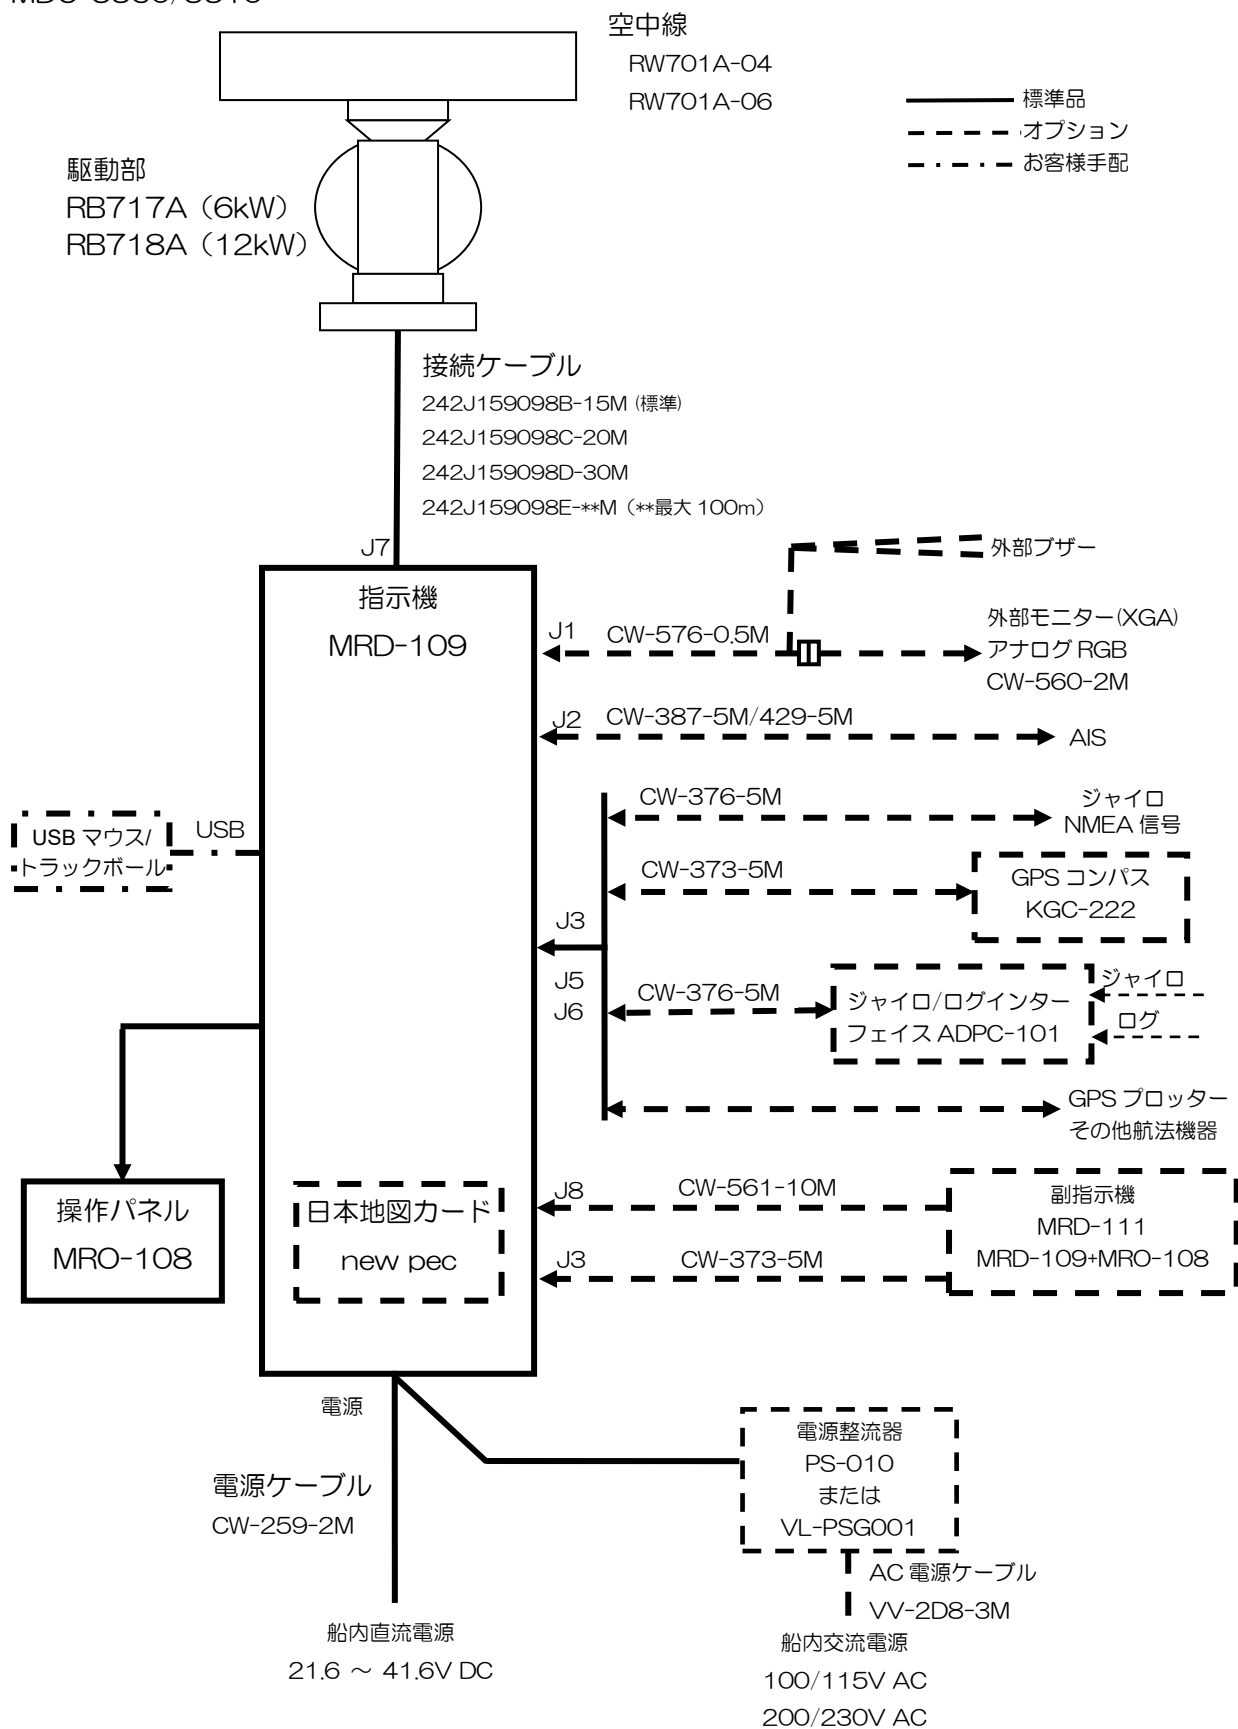 空中線
RW701A-04
RW701A-06
標準品
オプション
お客様手配
駆動部
RB717A（6kW）
RB718A（12kW）
接続ケーブル
242J159098B-15M (標準)
242J159098C-20M
242J159098D-30M
242J159098E-**M（**最大 100m）
J7
指示機
MRD-109
外部ブザー
J1
CW-576-0.5M
外部モニター(XGA)
アナログ RGB
CW-560-2M
J2
CW-387-5M/429-5M
AIS
CW-376-5M
ジャイロ
NMEA 信号
USB マウス/
トラックボール
USB
CW-373-5M
GPS コンパス
KGC-222
J3
J5
J6
CW-376-5M
ジャイロ/ログインター
フェイス ADPC-101
ジャイロ
ログ
GPS プロッター
その他航法機器
操作パネル
MRO-108
日本地図カード
new pec
J8
CW-561-10M
J3
CW-373-5M
副指示機
MRD-111
MRD-109+MRO-108
電源
電源ケーブル
CW-259-2M
電源整流器
PS-010
または
VL-PSG001
AC 電源ケーブル
VV-2D8-3M
船内直流電源
21.6 ～ 41.6V DC
船内交流電源
100/115V AC
200/230V AC